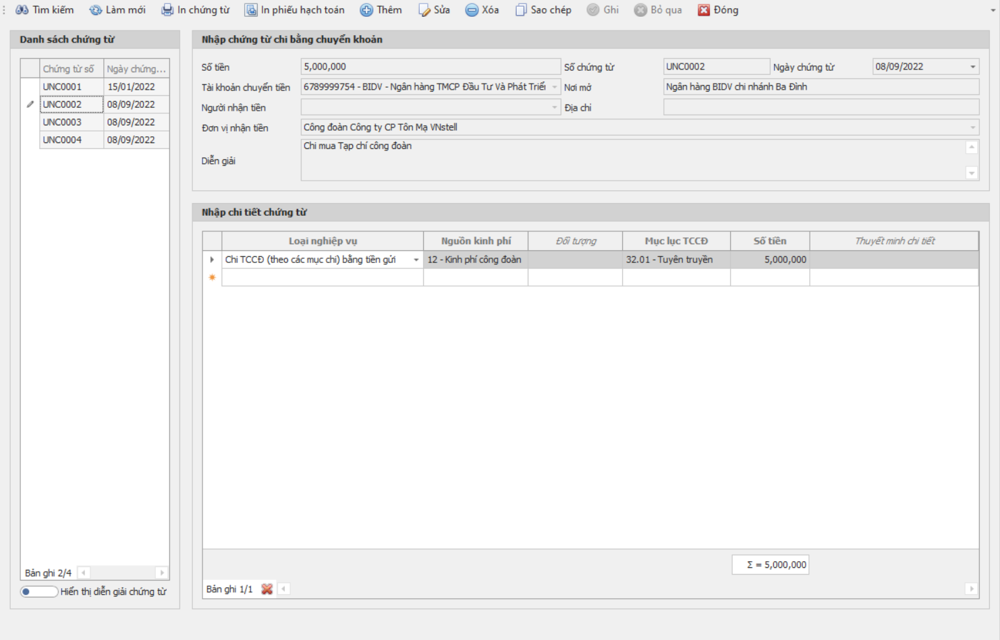 Tìm kiếm Làm mới In chứng từ In phiếu hạch toán Thêm Sửa Xóa Sao chép Ghi Bỏ qua Đóng
Danh sách chứng từ
Chứng từ số Ngày chứng...
UNC0001 15/01/2022
UNC0002 08/09/2022
UNC0003 08/09/2022
UNC0004 08/09/2022
Bản ghi 2/4
Hiển thị diễn giải chứng từ
Nhập chứng từ chi bằng chuyển khoản
Số tiền 5,000,000 Số chứng từ UNC0002 Ngày chứng từ 08/09/2022
Tài khoản chuyển tiền 6789999754 - BIDV - Ngân hàng TMCP Đầu Tư Và Phát Triể Nơi mở Ngân hàng BIDV chi nhánh Ba Đình
Người nhận tiền Địa chỉ
Đơn vị nhận tiền Công đoàn Công ty CP Tôn Mạ VNstell
Diễn giải Chi mua Tạp chí công đoàn
Nhập chi tiết chứng từ
Loại nghiệp vụ Nguồn kinh phí Đối tượng Mục lục TCCĐ Số tiền Thuyết minh chi tiết
Chi TCCĐ (theo các mục chi) bằng tiền gửi 12 - Kinh phí công đoàn 32.01 - Tuyên truyền 5,000,000
Σ = 5,000,000
Bản ghi 1/1